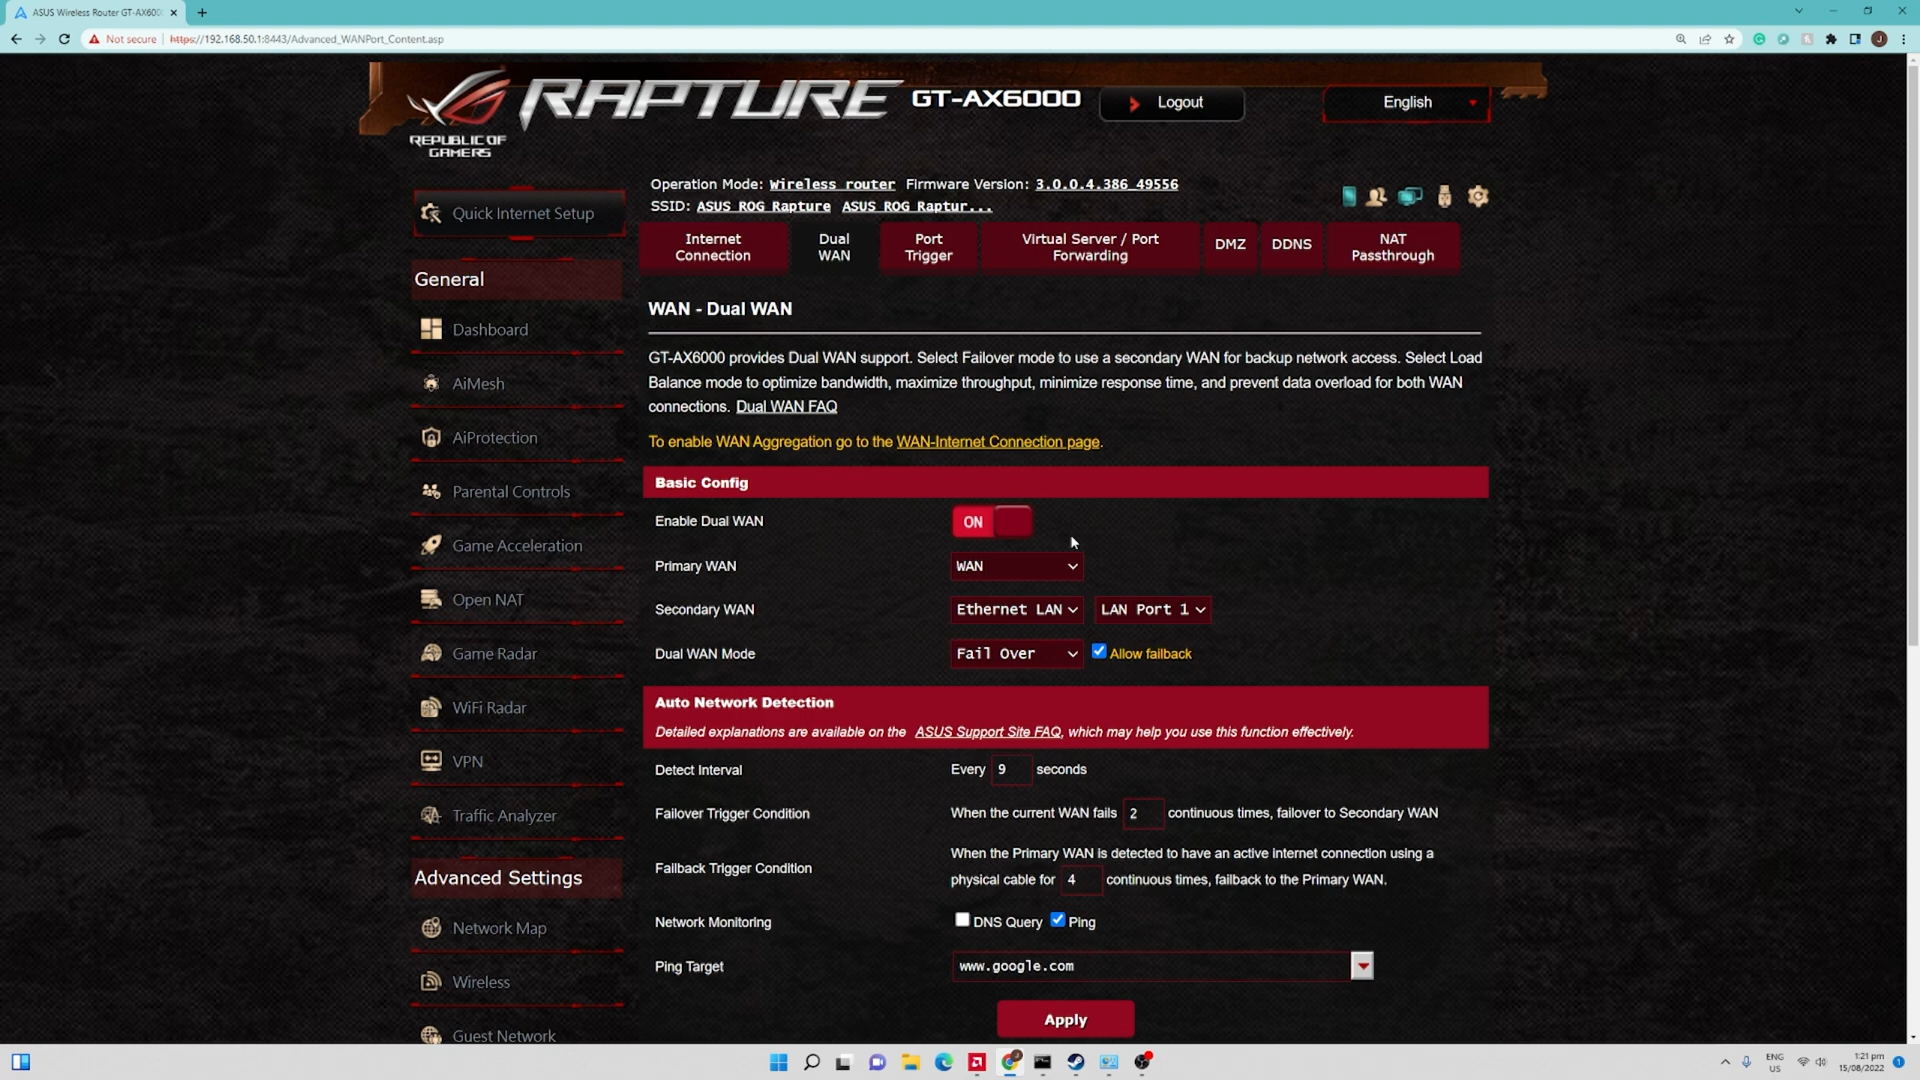 ASUS Wireless Router GT-AX600
Not secure
https://192.168.50.1:8443/Advanced_WANPort_Content.asp
J
REPUBLIC OF
GAMERS
RAPTURE
GT-AX6000
Logout
English
Operation Mode: Wireless router Firmware Version: 3.0.0.4.386_49556
SSID: ASUS ROG Rapture ASUS ROG Raptur...
Quick Internet Setup
General
Dashboard
AiMesh
AiProtection
Parental Controls
Game Acceleration
Open NAT
Game Radar
WiFi Radar
VPN
Traffic Analyzer
Advanced Settings
Network Map
Wireless
Guest Network
Internet
Connection
Dual
WAN
Port
Trigger
Virtual Server / Port
Forwarding
DMZ
DDNS
NAT
Passthrough
WAN - Dual WAN
GT-AX6000 provides Dual WAN support. Select Failover mode to use a secondary WAN for backup network access. Select Load
Balance mode to optimize bandwidth, maximize throughput, minimize response time, and prevent data overload for both WAN
connections. Dual WAN FAQ
To enable WAN Aggregation go to the WAN-Internet Connection page.
Basic Config
Enable Dual WAN ON
Primary WAN WAN
Secondary WAN Ethernet LAN LAN Port 1
Dual WAN Mode Fail Over Allow failback
Auto Network Detection
Detailed explanations are available on the ASUS Support Site FAQ, which may help you use this function effectively.
Detect Interval Every 9 seconds
Failover Trigger Condition When the current WAN fails 2 continuous times, failover to Secondary WAN
Failback Trigger Condition
When the Primary WAN is detected to have an active internet connection using a
physical cable for 4 continuous times, failback to the Primary WAN.
Network Monitoring DNS Query Ping
Ping Target www.google.com
Apply
ENG
US
1:21 pm
15/08/2022
1